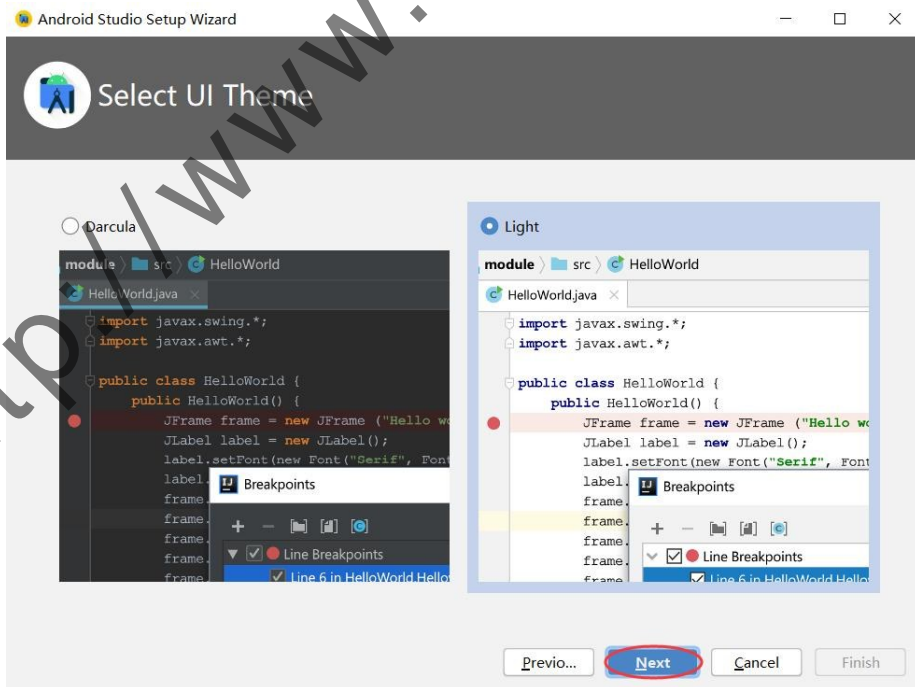 Android Studio Setup Wizard
Select UI Theme
Darcula
module src HelloWorld
HelloWorld.java
import javax.swing.*;
import javax.awt.*;
public class HelloWorld {
public HelloWorld() {
JFrame frame = new JFrame ("Hello wo
JLabel label = new JLabel();
label.setFont(new Font("Serif", Font
label.
frame.
frame.
frame.
frame.
frame
Breakpoints
Line Breakpoints
Line 6 in HelloWorld.Hello
Light
module src HelloWorld
HelloWorld.java
import javax.swing.*;
import javax.awt.*;
public class HelloWorld {
public HelloWorld() {
JFrame frame = new JFrame ("Hello wo
JLabel label = new JLabel();
label.setFont(new Font("Serif", Font
label.
frame.
frame.
frame.
frame.
frame
Breakpoints
Line Breakpoints
Line 6 in HelloWorld.Hello
Previo... Next Cancel Finish
tp://www.